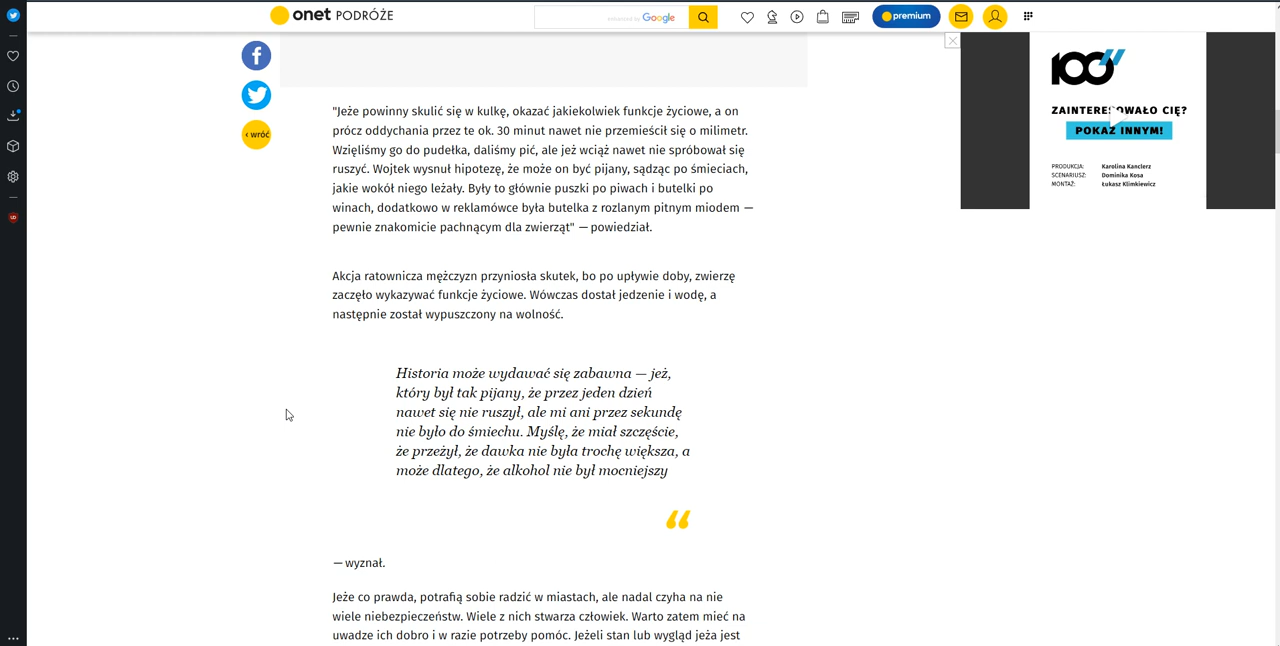 onet PODRÓŻE
enhanced by Google
premium
‹ wróć
"Jeże powinny skulić się w kulkę, okazać jakiekolwiek funkcje życiowe, a on
prócz oddychania przez te ok. 30 minut nawet nie przemieścił się o milimetr.
Wzięliśmy go do pudełka, daliśmy pić, ale jeż wciąż nawet nie spróbował się
ruszyć. Wojtek wysnuł hipotezę, że może on być pijany, sądząc po śmieciach,
jakie wokół niego leżały. Były to głównie puszki po piwach i butelki po
winach, dodatkowo w reklamówce była butelka z rozlanym pitnym miodem —
pewnie znakomicie pachnącym dla zwierząt" — powiedział.
Akcja ratownicza mężczyzn przyniosła skutek, bo po upływie doby, zwierzę
zaczęło wykazywać funkcje życiowe. Wówczas dostał jedzenie i wodę, a
następnie został wypuszczony na wolność.
Historia może wydawać się zabawna — jeż,
który był tak pijany, że przez jeden dzień
nawet się nie ruszył, ale mi ani przez sekundę
nie było do śmiechu. Myślę, że miał szczęście,
że przeżył, że dawka nie była trochę większa, a
może dlatego, że alkohol nie był mocniejszy
“
— wyznał.
Jeże co prawda, potrafią sobie radzić w miastach, ale nadal czyha na nie
wiele niebezpieczeństw. Wiele z nich stwarza człowiek. Warto zatem mieć na
uwadze ich dobro i w razie potrzeby pomóc. Jeżeli stan lub wygląd jeża jest
100
ZAINTERESOWAŁO CIĘ?
POKAŻ INNYM!
PRODUKCJA: Karolina Kanclerz
SCENARIUSZ: Dominika Kosa
MONTAŻ: Łukasz Klimkiewicz